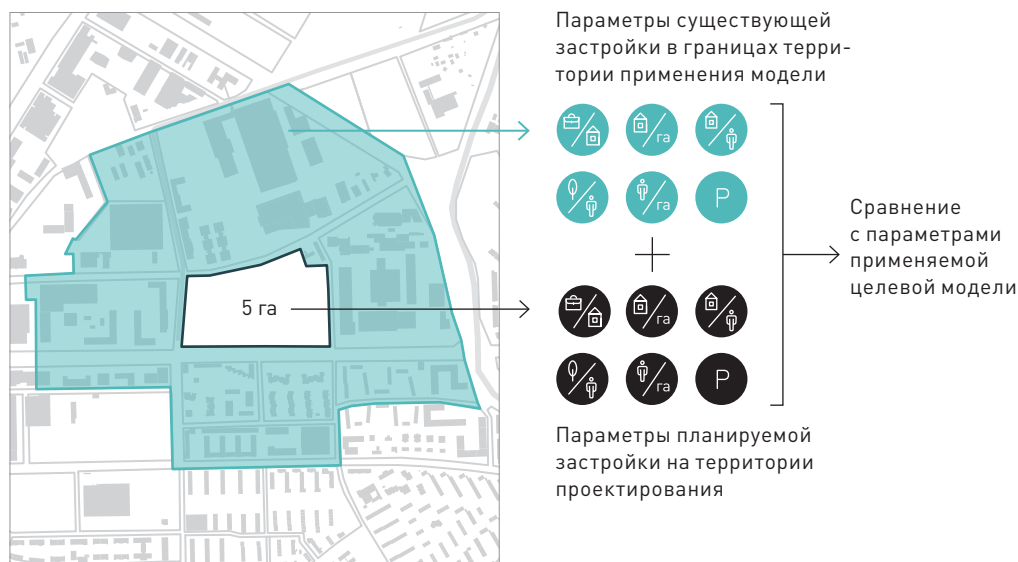 Параметры существующей
застройки в границах терри-
тории применения модели
га
га
P
Сравнение
с параметрами
применяемой
целевой модели
5 га
га
га
P
Параметры планируемой
застройки на территории
проектирования